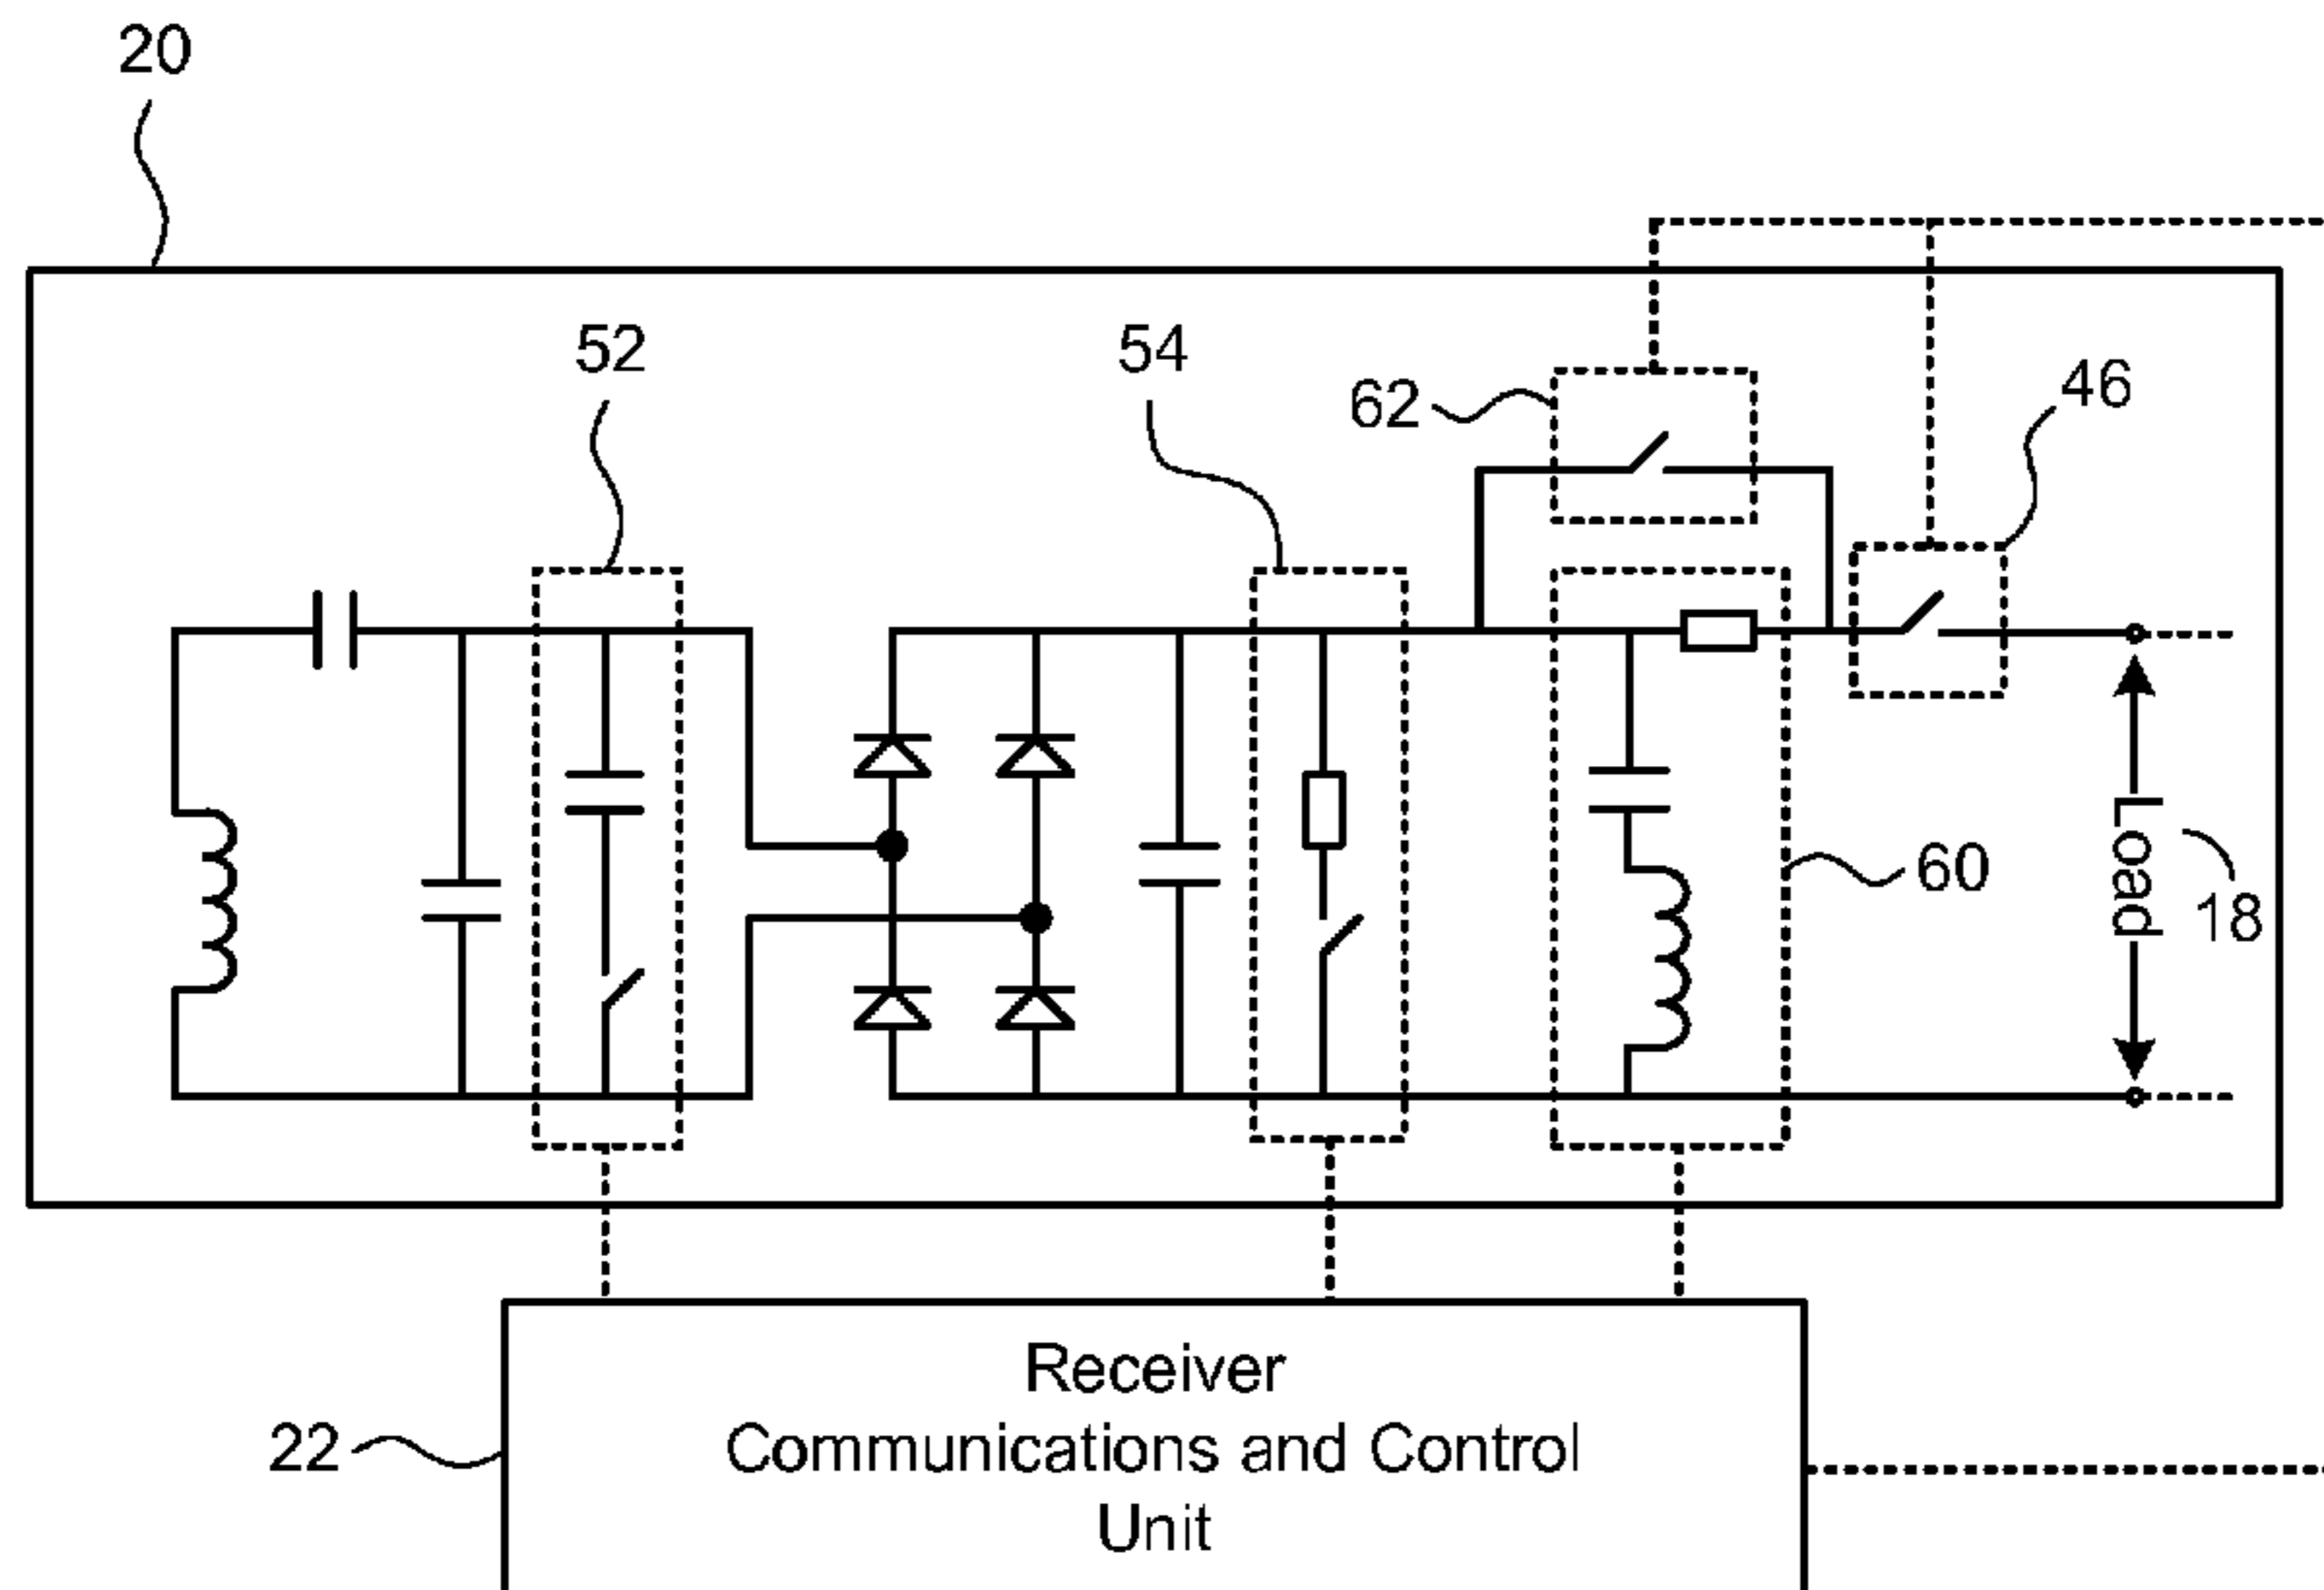 20
52
54
62
46
60
Load
18
Receiver
Communications and Control
Unit
22